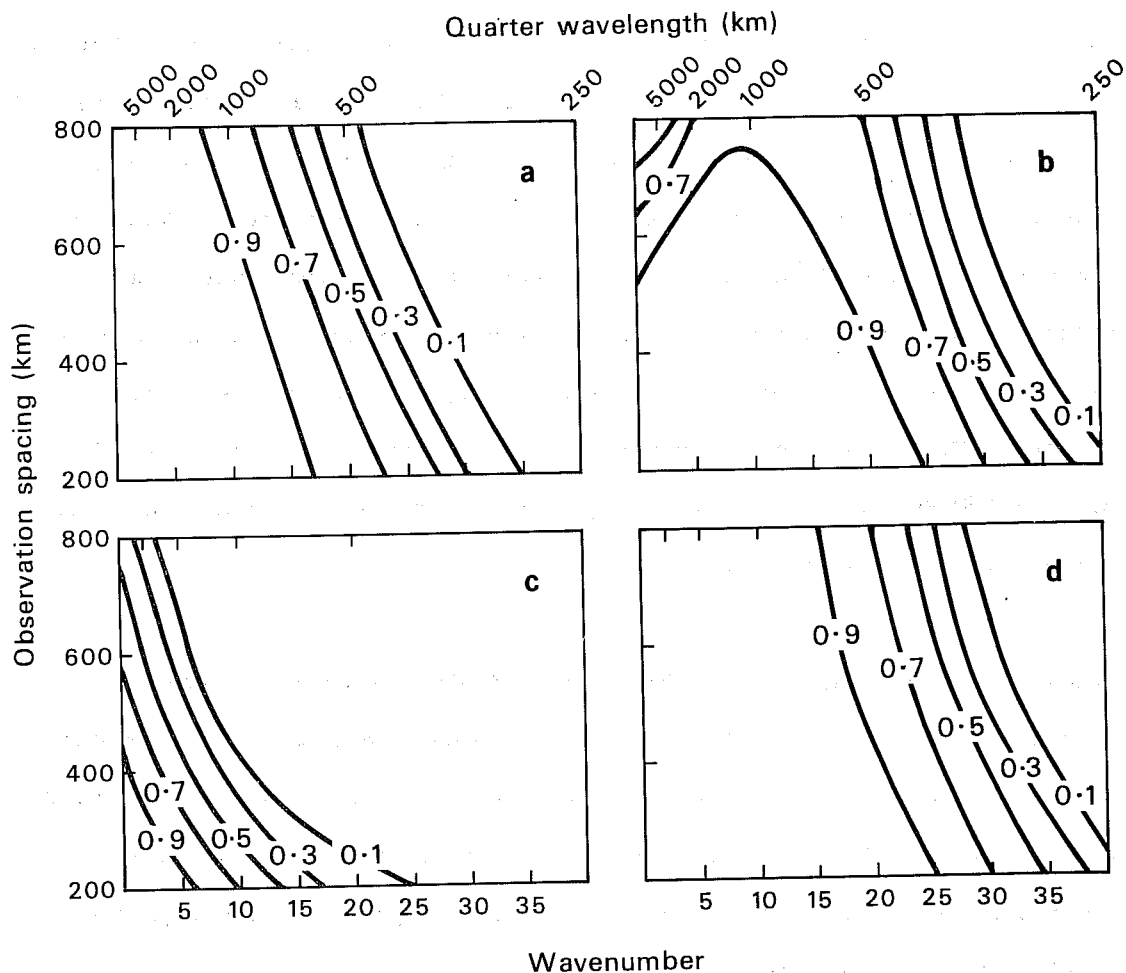 Quarter wavelength (km)
5000 2000 1000 500 250 5000 2000 1000 500 250
800
a
b
0·9 0·7 0·5 0·3 0·1
0·7 0·9 0·7 0·5 0·3 0·1
600
400
200
Observation spacing (km)
800
c
d
600
400
200
0·9 0·7 0·5 0·3 0·1
0·9 0·7 0·5 0·3 0·1
5 10 15 20 25 30 35 5 10 15 20 25 30 35
Wavenumber